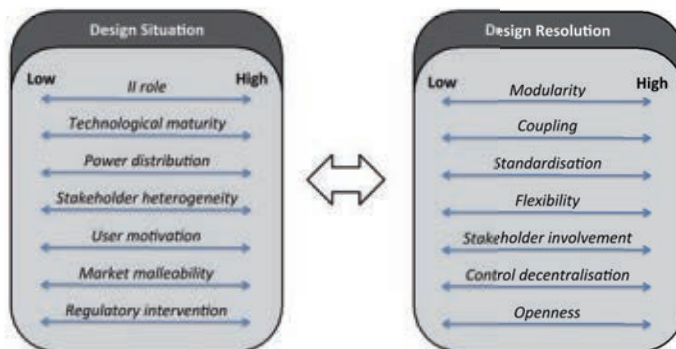 Design Situation
Low High
II role
Technological maturity
Power distribution
Stakeholder heterogeneity
User motivation
Market malleability
Regulatory intervention
Design Resolution
Low High
Modularity
Coupling
Standardisation
Flexibility
Stakeholder involvement
Control decentralisation
Openness